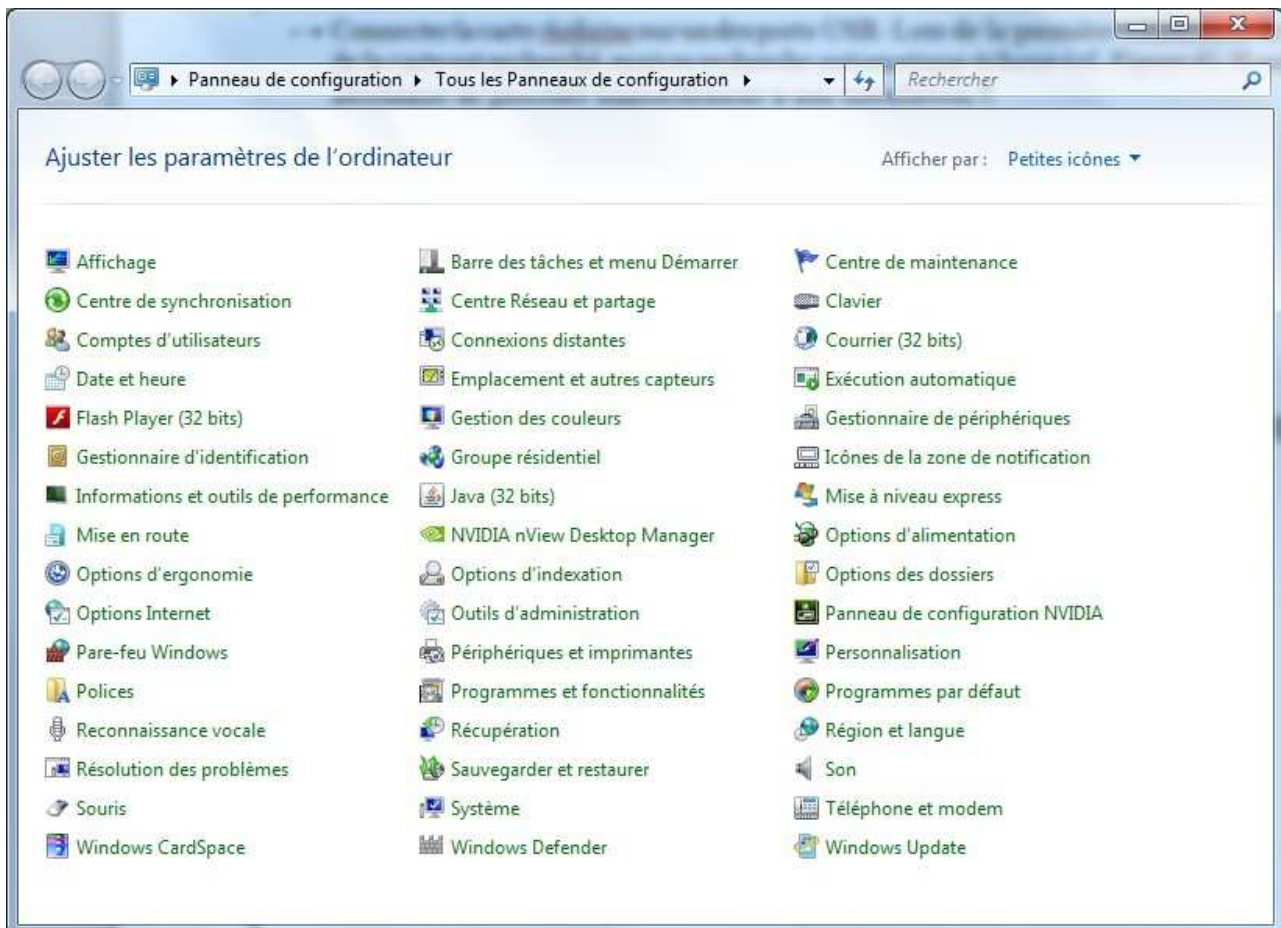 Panneau de configuration Tous les Panneaux de configuration Rechercher
Ajuster les paramètres de l'ordinateur Afficher par : Petites icônes
Affichage Barre des tâches et menu Démarrer Centre de maintenance
Centre de synchronisation Centre Réseau et partage Clavier
Comptes d'utilisateurs Connexions distantes Courrier (32 bits)
Date et heure Emplacement et autres capteurs Exécution automatique
Flash Player (32 bits) Gestion des couleurs Gestionnaire de périphériques
Gestionnaire d'identification Groupe résidentiel Icônes de la zone de notification
Informations et outils de performance Java (32 bits) Mise à niveau express
Mise en route NVIDIA nView Desktop Manager Options d'alimentation
Options d'ergonomie Options d'indexation Options des dossiers
Options Internet Outils d'administration Panneau de configuration NVIDIA
Pare-feu Windows Périphériques et imprimantes Personnalisation
Polices Programmes et fonctionnalités Programmes par défaut
Reconnaissance vocale Récupération Région et langue
Résolution des problèmes Sauvegarder et restaurer Son
Souris Système Téléphone et modem
Windows CardSpace Windows Defender Windows Update